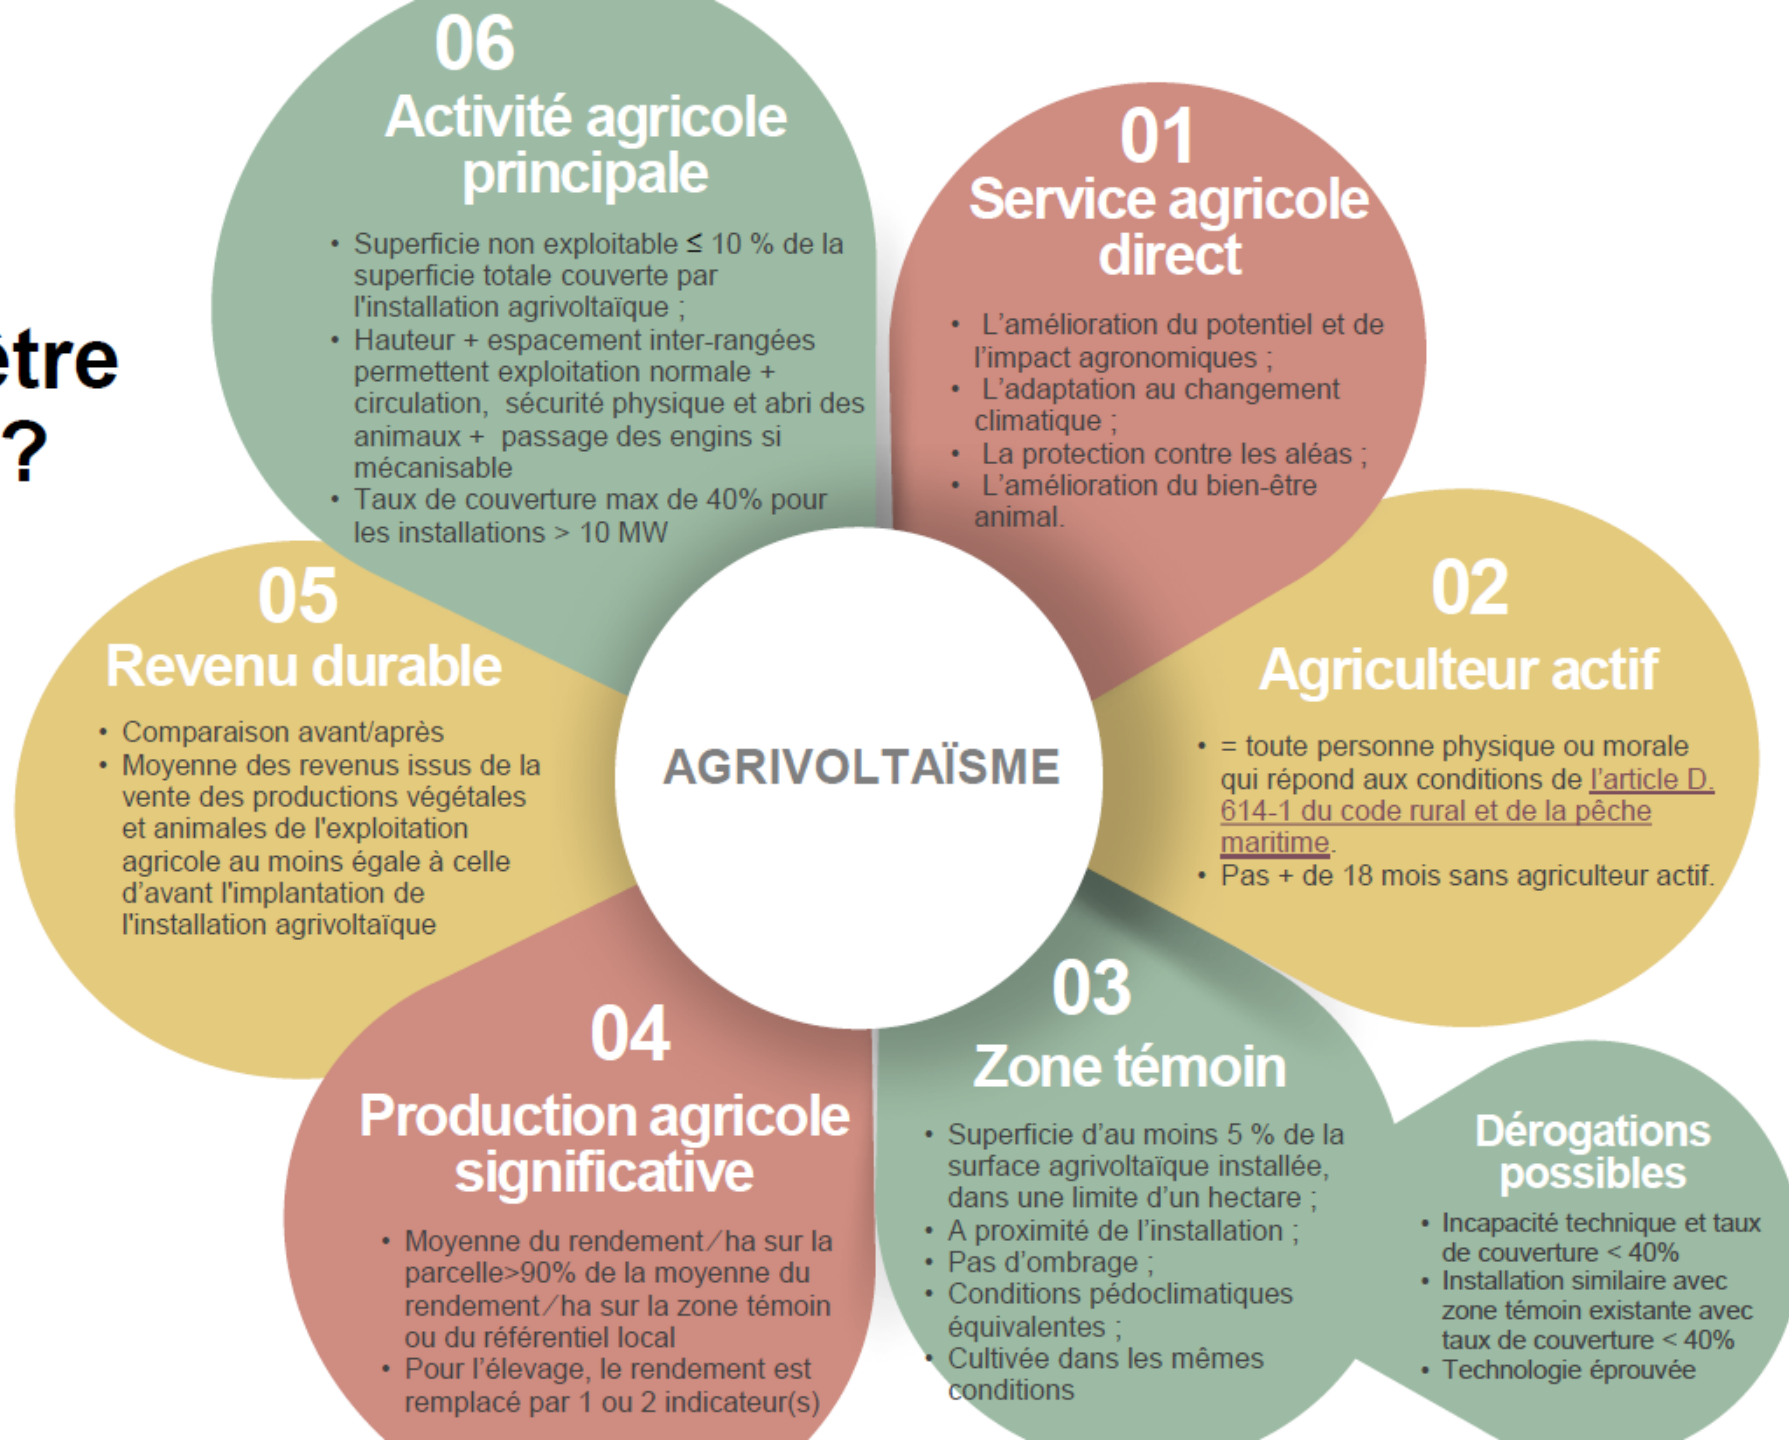 être
?
06
Activité agricole
principale
• Superficie non exploitable ≤ 10 % de la
superficie totale couverte par
l'installation agrivoltaïque ;
• Hauteur + espacement inter-rangées
permettent exploitation normale +
circulation, sécurité physique et abri des
animaux + passage des engins si
mécanisable
• Taux de couverture max de 40% pour
les installations > 10 MW
01
Service agricole
direct
• L'amélioration du potentiel et de
l'impact agronomiques ;
• L'adaptation au changement
climatique ;
• La protection contre les aléas ;
• L'amélioration du bien-être
animal.
02
Agriculteur actif
• = toute personne physique ou morale
qui répond aux conditions de l'article D.
614-1 du code rural et de la pêche
maritime.
• Pas + de 18 mois sans agriculteur actif.
05
Revenu durable
• Comparaison avant/après
• Moyenne des revenus issus de la
vente des productions végétales
et animales de l'exploitation
agricole au moins égale à celle
d'avant l'implantation de
l'installation agrivoltaïque
AGRIVOLTAÏSME
04
Production agricole
significative
• Moyenne du rendement/ha sur la
parcelle>90% de la moyenne du
rendement/ha sur la zone témoin
ou du référentiel local
• Pour l'élevage, le rendement est
remplacé par 1 ou 2 indicateur(s)
03
Zone témoin
• Superficie d'au moins 5 % de la
surface agrivoltaïque installée,
dans une limite d'un hectare ;
• A proximité de l'installation ;
• Pas d'ombrage ;
• Conditions pédoclimatiques
équivalentes ;
• Cultivée dans les mêmes
conditions
Dérogations
possibles
• Incapacité technique et taux
de couverture < 40%
• Installation similaire avec
zone témoin existante avec
taux de couverture < 40%
• Technologie éprouvée